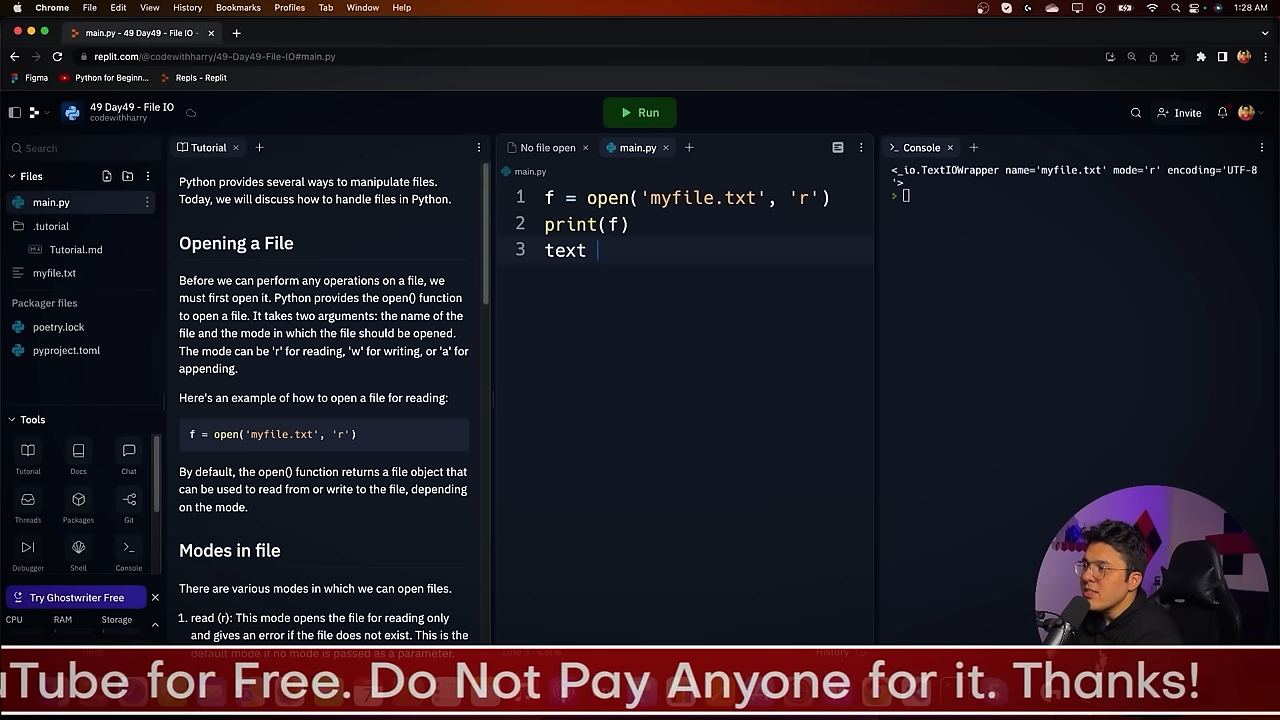 Chrome File Edit View History Bookmarks Profiles Tab Window Help 1:28 AM
main.py - 49 Day49 - File IO -
replit.com/@codewithharry/49-Day49-File-IO#main.py
Figma Python for Beginn... Repls - Replit
49 Day49 - File IO
codewithharry
Run
Invite
Search
Files
main.py
.tutorial
Tutorial.md
myfile.txt
Packager files
poetry.lock
pyproject.toml
Tools
Tutorial Docs Chat
Threads Packages Git
Debugger Shell Console
Try Ghostwriter Free
CPU RAM Storage
Tutorial
Python provides several ways to manipulate files.
Today, we will discuss how to handle files in Python.
Opening a File
Before we can perform any operations on a file, we
must first open it. Python provides the open() function
to open a file. It takes two arguments: the name of the
file and the mode in which the file should be opened.
The mode can be 'r' for reading, 'w' for writing, or 'a' for
appending.
Here's an example of how to open a file for reading:
f = open('myfile.txt', 'r')
By default, the open() function returns a file object that
can be used to read from or write to the file, depending
on the mode.
Modes in file
There are various modes in which we can open files.
1. read (r): This mode opens the file for reading only
and gives an error if the file does not exist. This is the
default mode if no mode is passed as a parameter.
No file open main.py
main.py
1 f = open('myfile.txt', 'r')
2 print(f)
3 text
History
Console
<_io.TextIOWrapper name='myfile.txt' mode='r' encoding='UTF-8
'>
uTube for Free. Do Not Pay Anyone for it. Thanks!